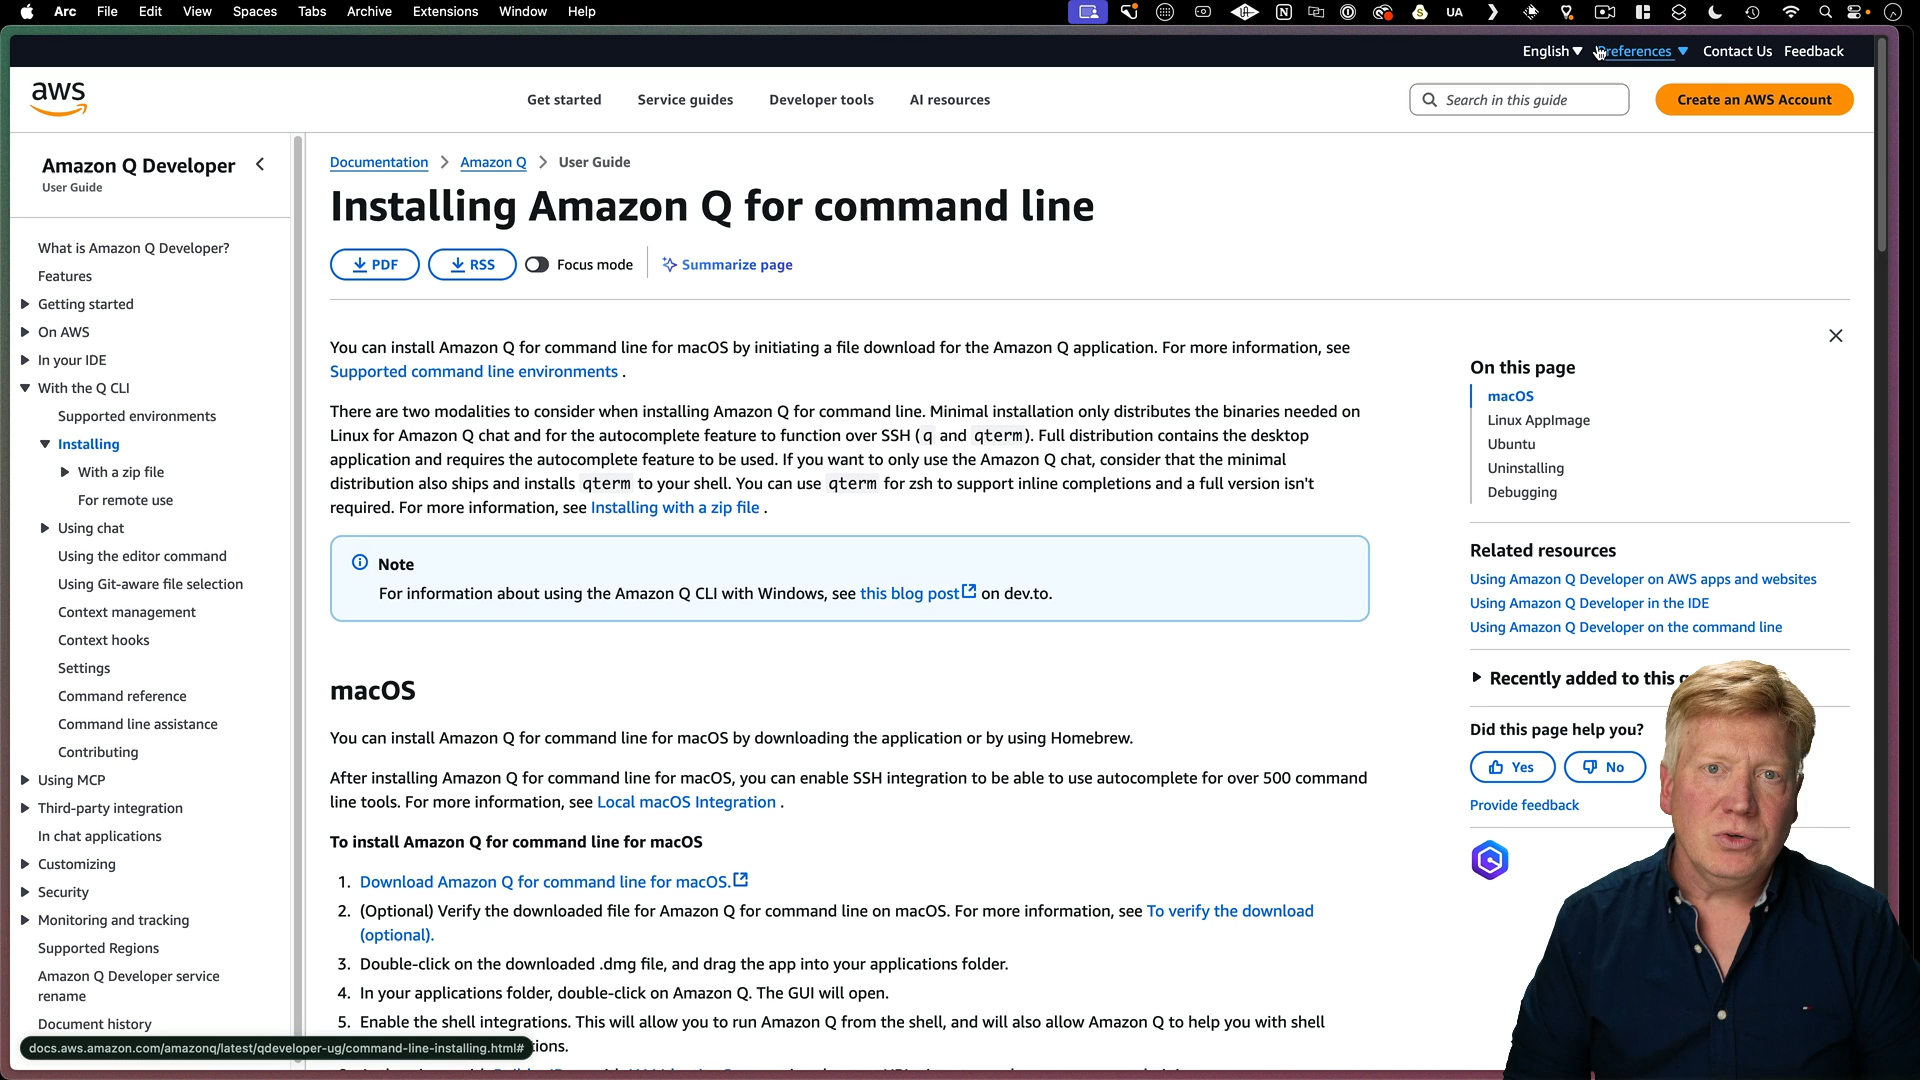 Arc File Edit View Spaces Tabs Archive Extensions Window Help
UA
English Preferences Contact Us Feedback
aws
Get started Service guides Developer tools AI resources
Search in this guide
Create an AWS Account
Amazon Q Developer
User Guide
What is Amazon Q Developer?
Features
Getting started
On AWS
In your IDE
With the Q CLI
Supported environments
Installing
With a zip file
For remote use
Using chat
Using the editor command
Using Git-aware file selection
Context management
Context hooks
Settings
Command reference
Command line assistance
Contributing
Using MCP
Third-party integration
In chat applications
Customizing
Security
Monitoring and tracking
Supported Regions
Amazon Q Developer service
rename
Document history
docs.aws.amazon.com/amazonq/latest/qdeveloper-ug/command-line-installing.html#
Documentation > Amazon Q > User Guide
Installing Amazon Q for command line
PDF RSS Focus mode Summarize page
You can install Amazon Q for command line for macOS by initiating a file download for the Amazon Q application. For more information, see
Supported command line environments .
There are two modalities to consider when installing Amazon Q for command line. Minimal installation only distributes the binaries needed on
Linux for Amazon Q chat and for the autocomplete feature to function over SSH (q and qterm). Full distribution contains the desktop
application and requires the autocomplete feature to be used. If you want to only use the Amazon Q chat, consider that the minimal
distribution also ships and installs qterm to your shell. You can use qterm for zsh to support inline completions and a full version isn't
required. For more information, see Installing with a zip file .
Note
For information about using the Amazon Q CLI with Windows, see this blog post on dev.to.
macOS
You can install Amazon Q for command line for macOS by downloading the application or by using Homebrew.
After installing Amazon Q for command line for macOS, you can enable SSH integration to be able to use autocomplete for over 500 command
line tools. For more information, see Local macOS Integration .
To install Amazon Q for command line for macOS
1. Download Amazon Q for command line for macOS.
2. (Optional) Verify the downloaded file for Amazon Q for command line on macOS. For more information, see To verify the download
(optional).
3. Double-click on the downloaded .dmg file, and drag the app into your applications folder.
4. In your applications folder, double-click on Amazon Q. The GUI will open.
5. Enable the shell integrations. This will allow you to run Amazon Q from the shell, and will also allow Amazon Q to help you with shell
tions.
On this page
macOS
Linux AppImage
Ubuntu
Uninstalling
Debugging
Related resources
Using Amazon Q Developer on AWS apps and websites
Using Amazon Q Developer in the IDE
Using Amazon Q Developer on the command line
Recently added to this
Did this page help you?
Yes No
Provide feedback